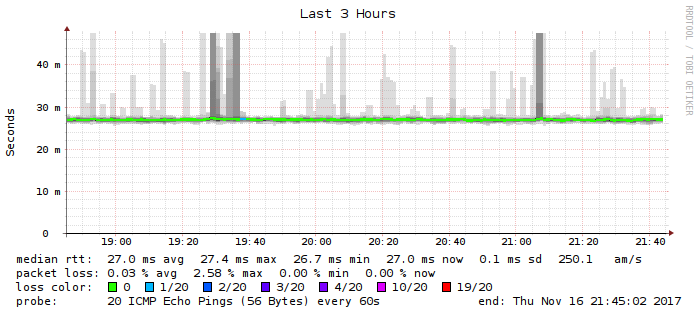 Last 3 Hours
RRDTOOL / TOBI OETIKER
Seconds
40 m
30 m
20 m
10 m
0
19:00 19:20 19:40 20:00 20:20 20:40 21:00 21:20 21:40
median rtt: 27.0 ms avg 27.4 ms max 26.7 ms min 27.0 ms now 0.1 ms sd 250.1 am/s
packet loss: 0.03 % avg 2.58 % max 0.00 % min 0.00 % now
loss color: 0 1/20 2/20 3/20 4/20 10/20 19/20
probe: 20 ICMP Echo Pings (56 Bytes) every 60s end: Thu Nov 16 21:45:02 2017